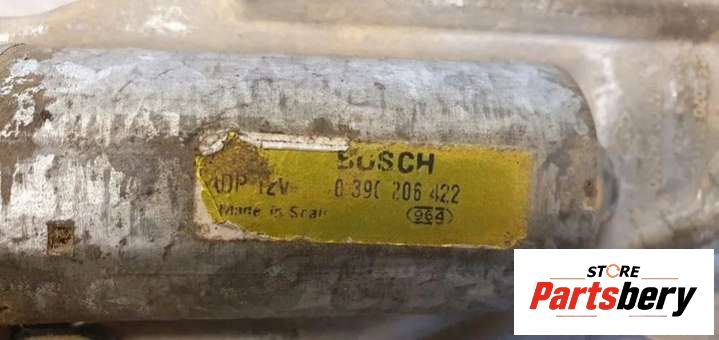 BOSCH
12V 0 390 206 422
Made in Spain
964
STORE
Partsbery